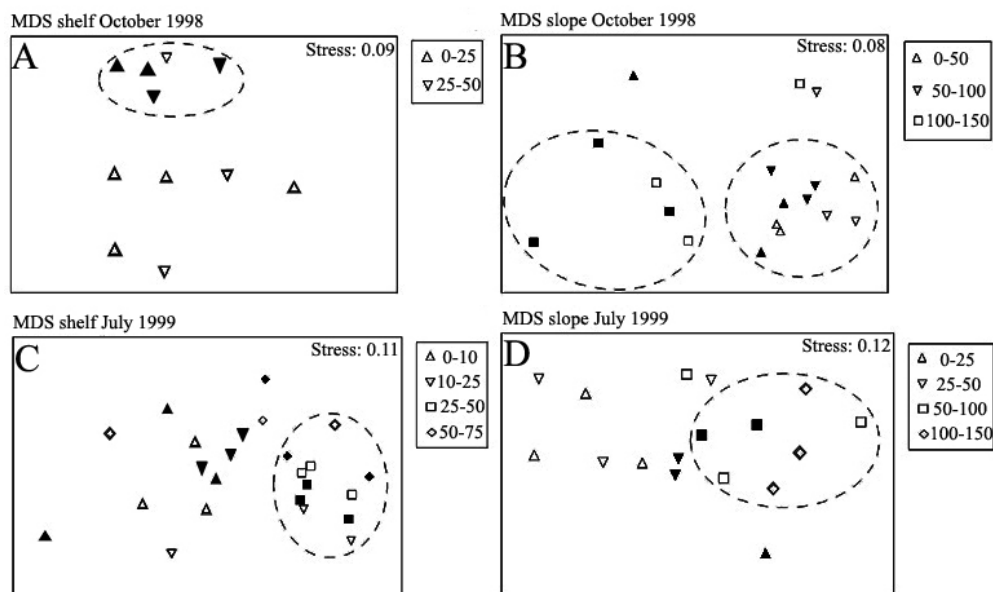 MDS shelf October 1998
A
Stress: 0.09
0-25
25-50
MDS slope October 1998
B
Stress: 0.08
0-50
50-100
100-150
MDS shelf July 1999
C
Stress: 0.11
0-10
10-25
25-50
50-75
MDS slope July 1999
D
Stress: 0.12
0-25
25-50
50-100
100-150